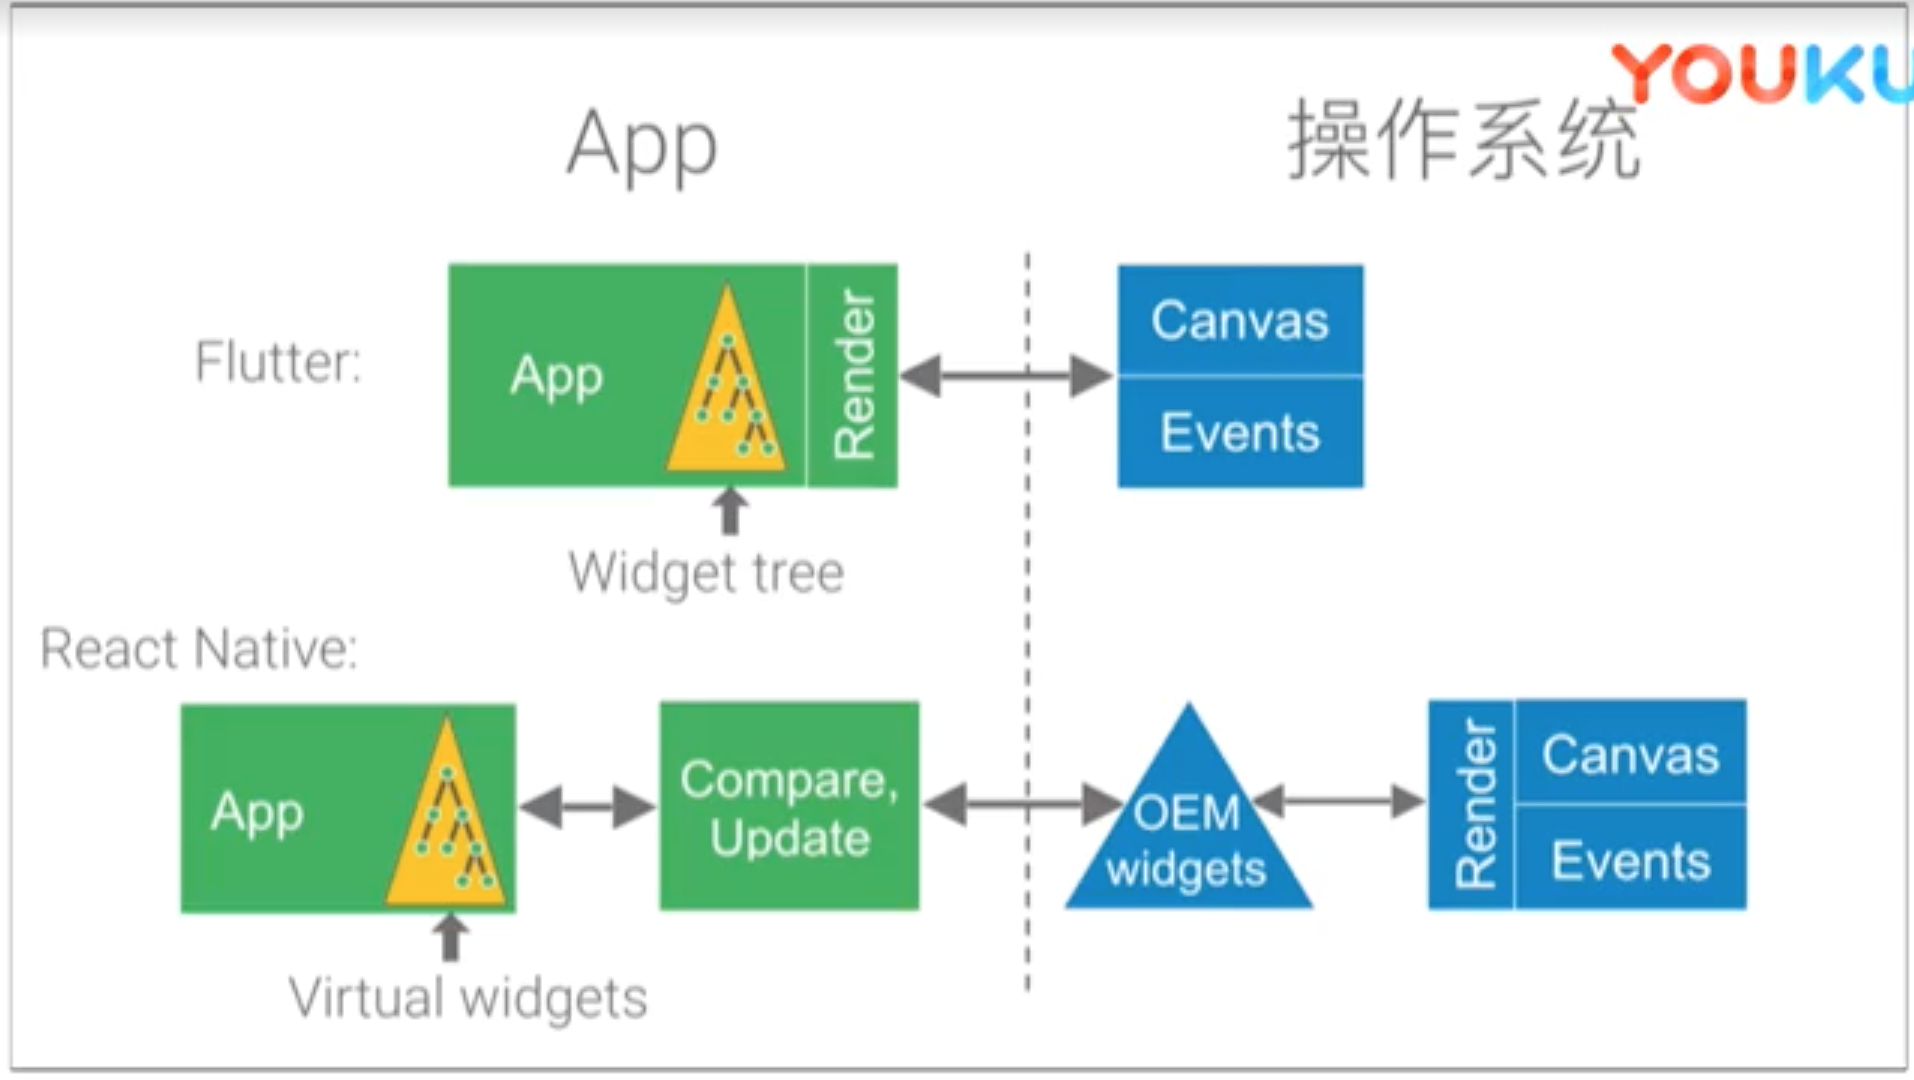 YOUKU
App
操作系统
Flutter:
App
Render
Canvas
Events
Widget tree
React Native:
App
Compare,
Update
OEM
widgets
Render
Canvas
Events
Virtual widgets